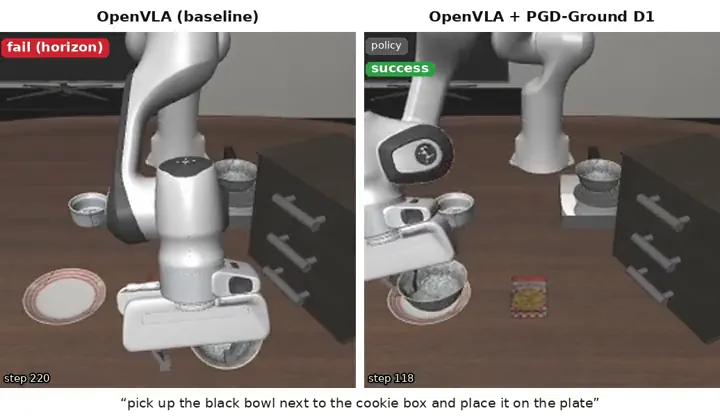 OpenVLA (baseline)
OpenVLA + PGD-Ground D1
fail (horizon)
policy
success
step 220
step 118
“pick up the black bowl next to the cookie box and place it on the plate”